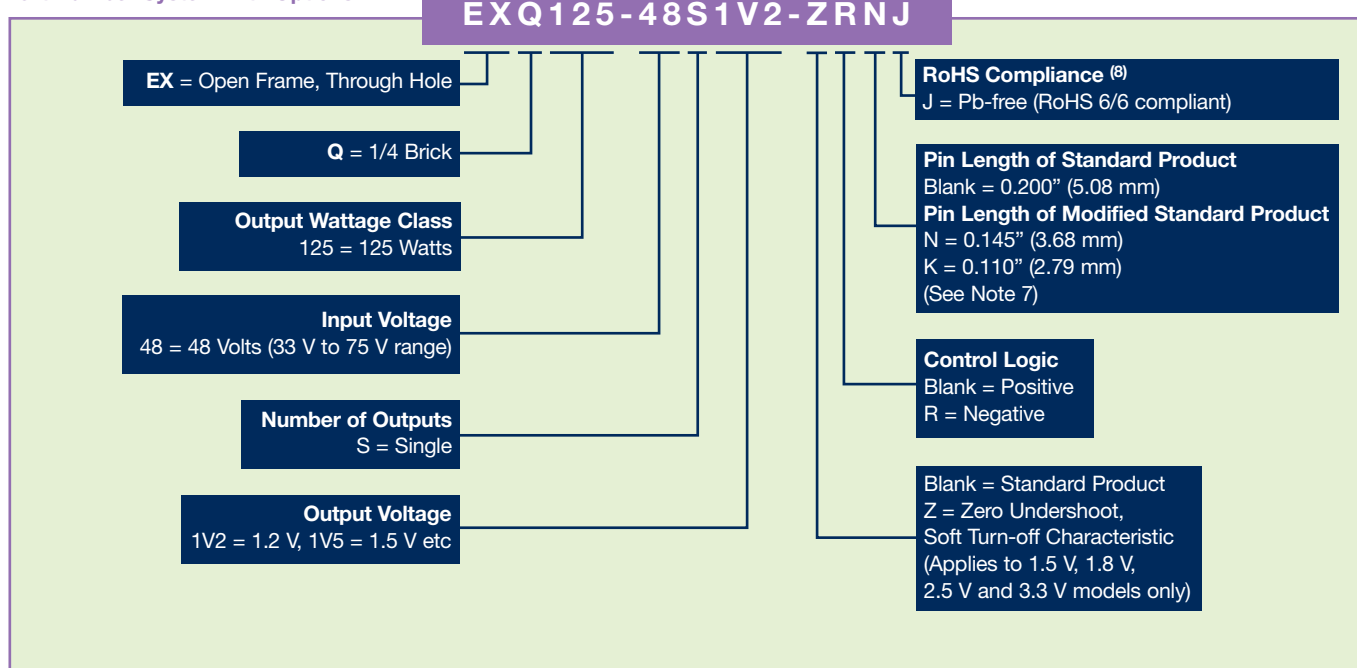 EXQ125-48S1V2-ZRNJ
EX = Open Frame, Through Hole
Q = 1/4 Brick
Output Wattage Class
125 = 125 Watts
Input Voltage
48 = 48 Volts (33 V to 75 V range)
Number of Outputs
S = Single
Output Voltage
1V2 = 1.2 V, 1V5 = 1.5 V etc
RoHS Compliance (8)
J = Pb-free (RoHS 6/6 compliant)
Pin Length of Standard Product
Blank = 0.200” (5.08 mm)
Pin Length of Modified Standard Product
N = 0.145” (3.68 mm)
K = 0.110” (2.79 mm)
(See Note 7)
Control Logic
Blank = Positive
R = Negative
Blank = Standard Product
Z = Zero Undershoot,
Soft Turn-off Characteristic
(Applies to 1.5 V, 1.8 V,
2.5 V and 3.3 V models only)